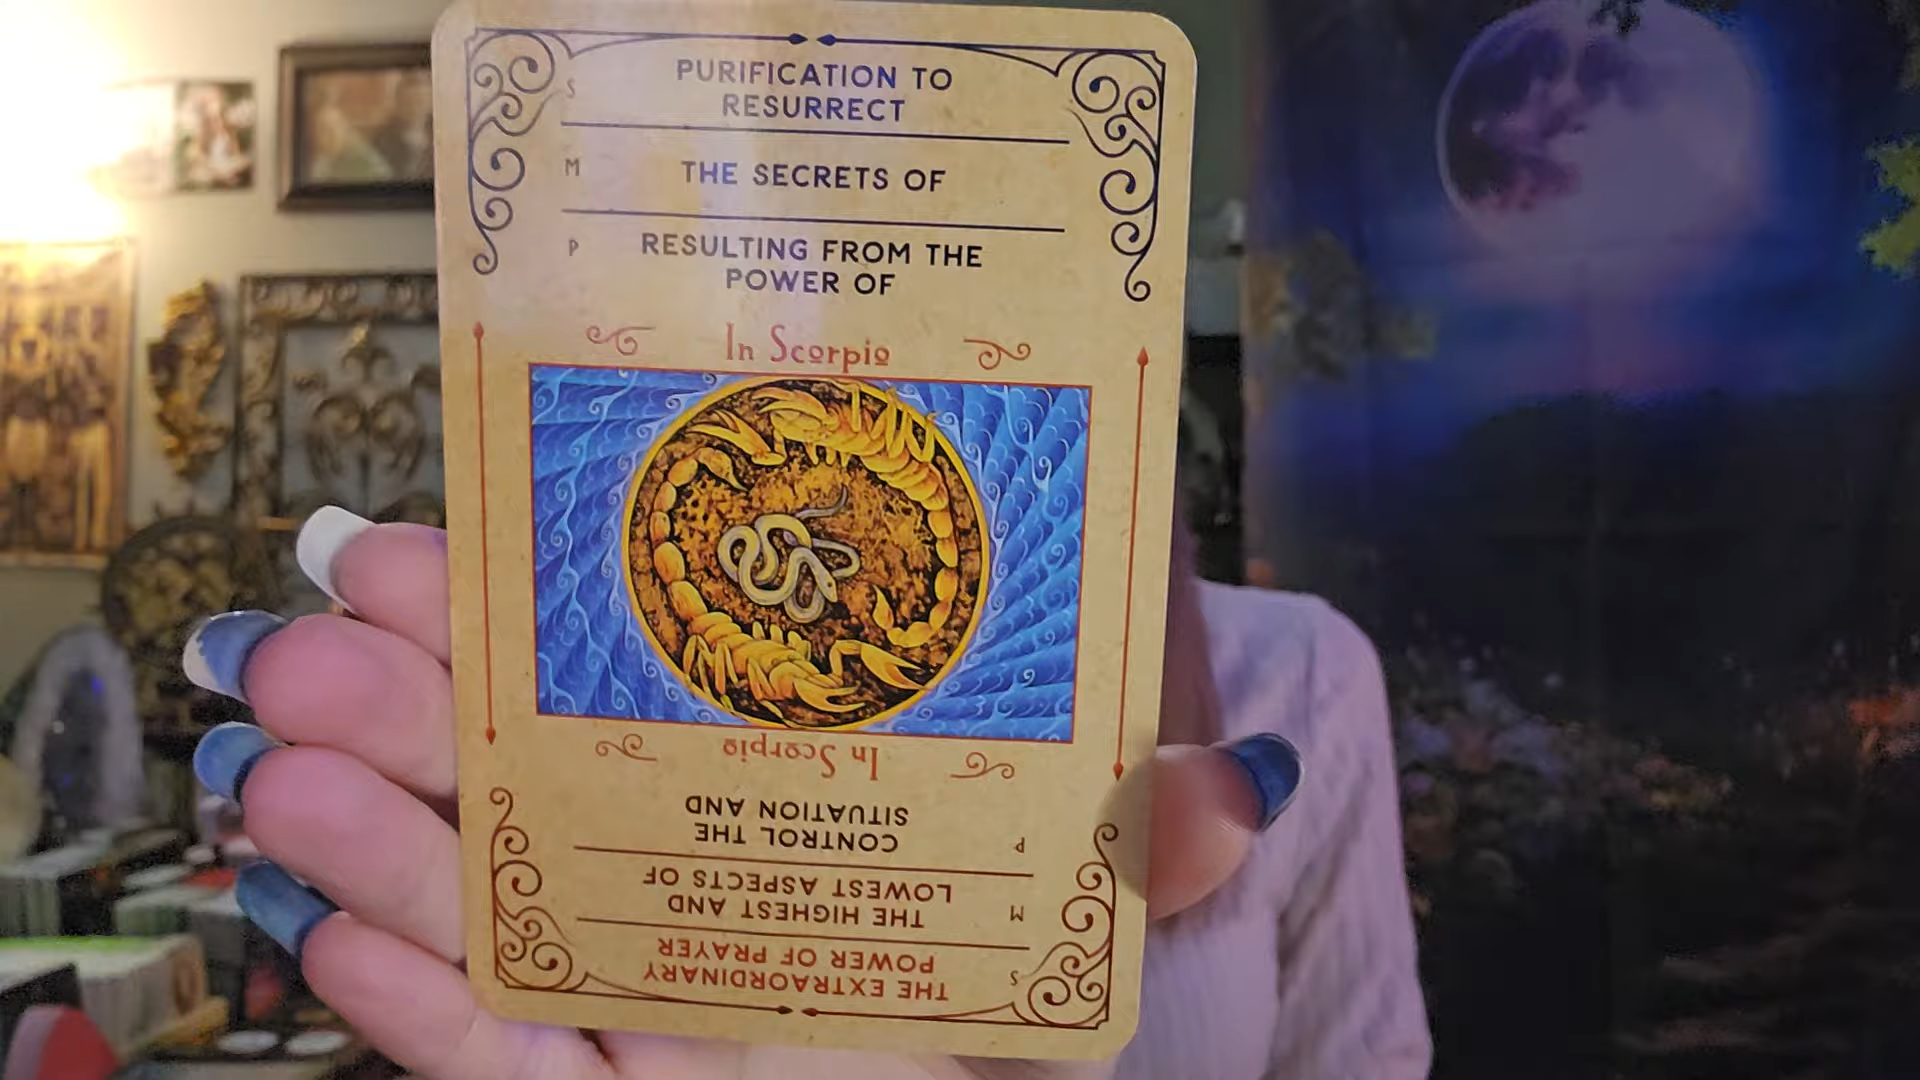 S
PURIFICATION TO
RESURRECT
M
THE SECRETS OF
P
RESULTING FROM THE
POWER OF
In Scorpio
In Scorpio
CONTROL THE
SITUATION AND
P
THE HIGHEST AND
LOWEST ASPECTS OF
M
THE EXTRAORDINARY
POWER OF PRAYER
S